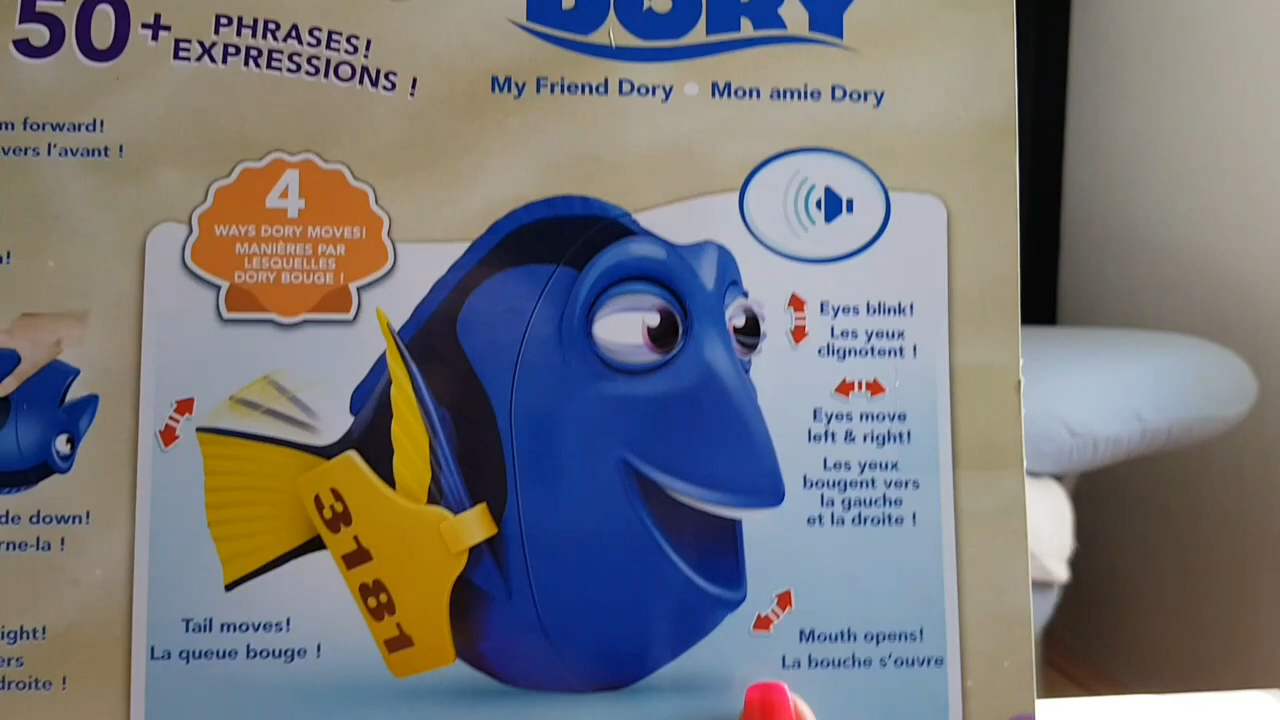 50+ PHRASES!
EXPRESSIONS !
DORY
My Friend Dory • Mon amie Dory
m forward!
vers l'avant !
4
WAYS DORY MOVES!
MANIÈRES PAR
LESQUELLES
DORY BOUGE !
Eyes blink!
Les yeux
clignotent !
Eyes move
left & right!
Les yeux
bougent vers
la gauche
et la droite !
de down!
rne-la !
3181
Tail moves!
La queue bouge !
ight!
ers
droite !
Mouth opens!
La bouche s'ouvre